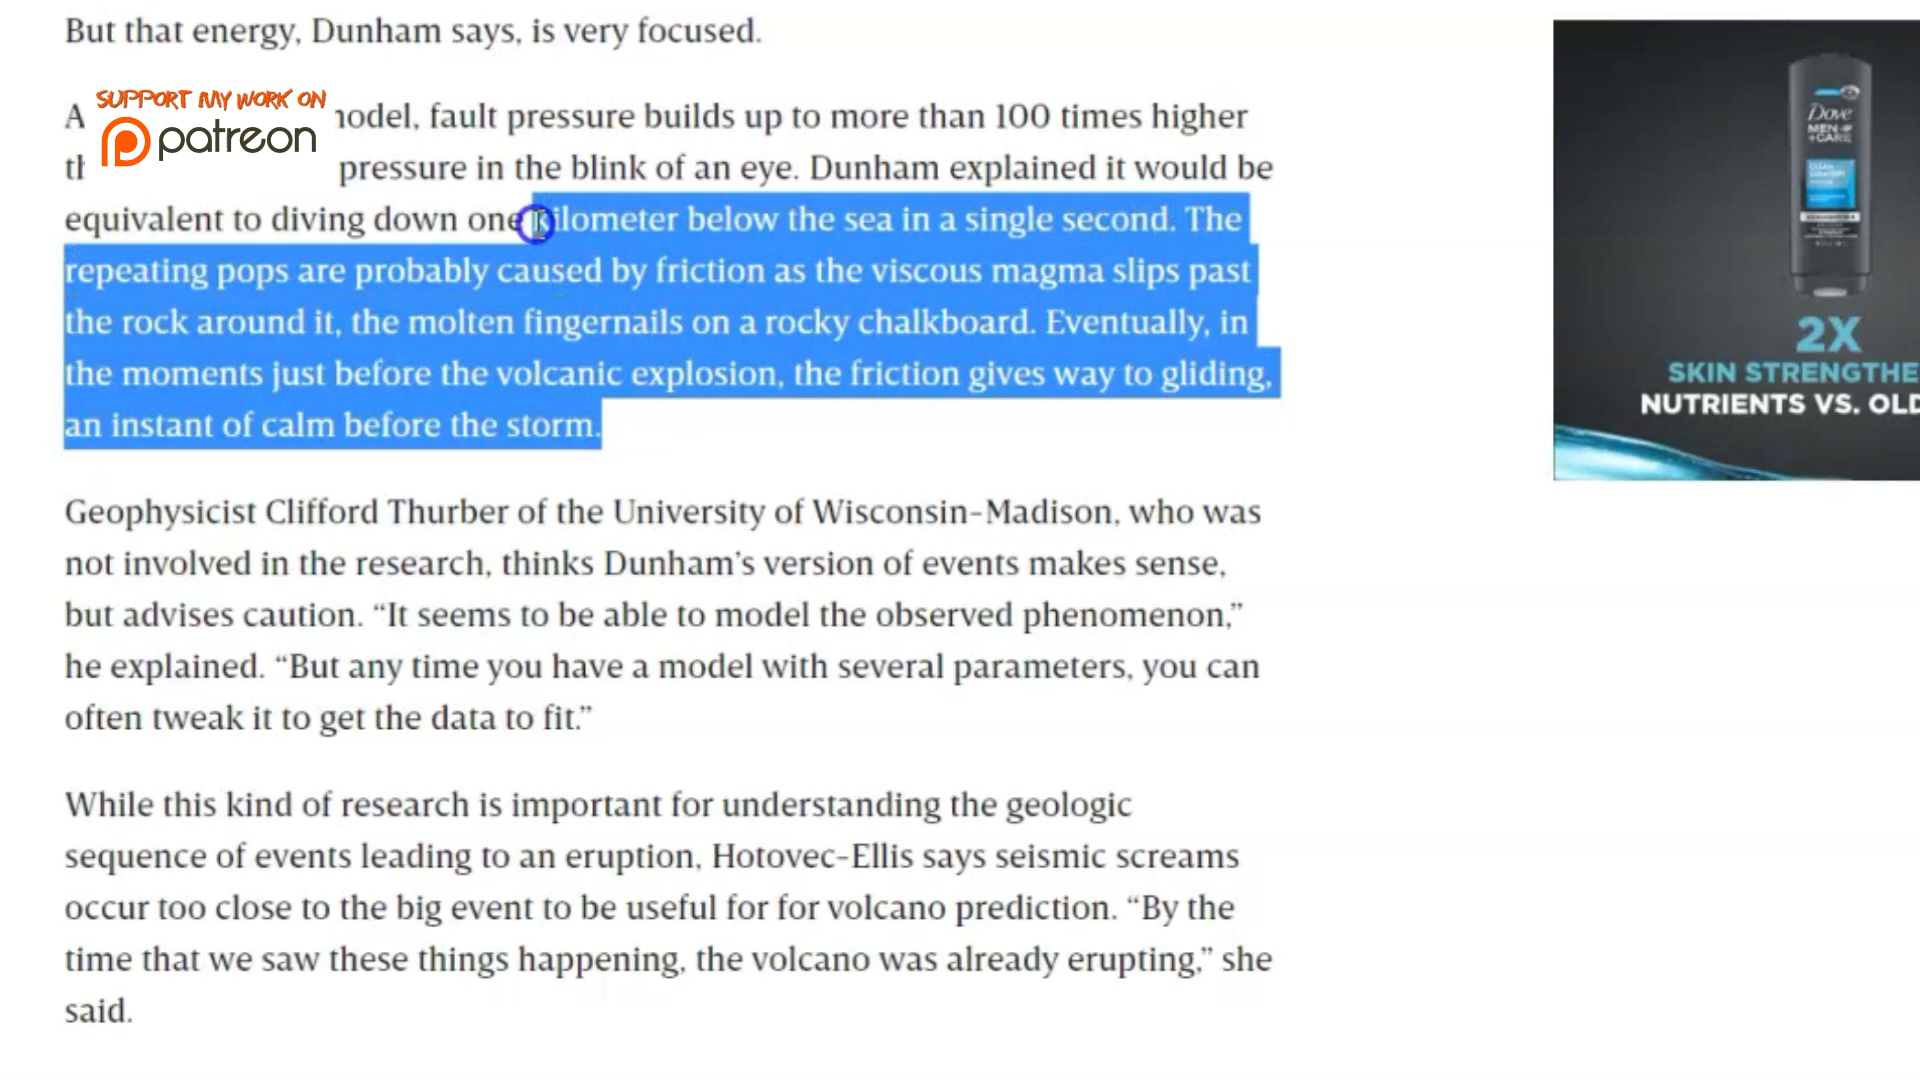 But that energy, Dunham says, is very focused.
SUPPORT MY WORK ON
patreon
A model, fault pressure builds up to more than 100 times higher
pressure in the blink of an eye. Dunham explained it would be
equivalent to diving down one kilometer below the sea in a single second. The
repeating pops are probably caused by friction as the viscous magma slips past
the rock around it, the molten fingernails on a rocky chalkboard. Eventually, in
the moments just before the volcanic explosion, the friction gives way to gliding,
an instant of calm before the storm.
Geophysicist Clifford Thurber of the University of Wisconsin-Madison, who was
not involved in the research, thinks Dunham’s version of events makes sense,
but advises caution. “It seems to be able to model the observed phenomenon,”
he explained. “But any time you have a model with several parameters, you can
often tweak it to get the data to fit.”
While this kind of research is important for understanding the geologic
sequence of events leading to an eruption, Hotovec-Ellis says seismic screams
occur too close to the big event to be useful for for volcano prediction. “By the
time that we saw these things happening, the volcano was already erupting,” she
said.
Dove
MEN
+CARE
2X
SKIN STRENGTHE
NUTRIENTS VS. OLD